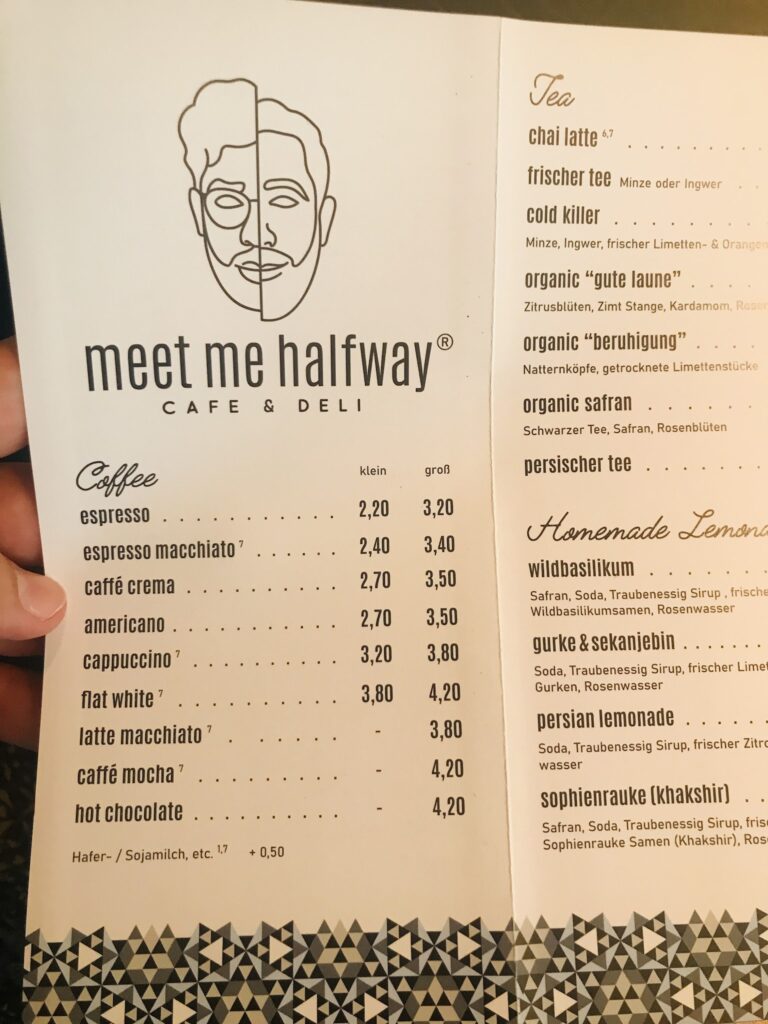 meet me halfway®
CAFE & DELI
Coffee
klein groß
espresso . . . . . . . . . . . 2,20 3,20
espresso macchiato 7 . . . . . . 2,40 3,40
caffé crema . . . . . . . . . . 2,70 3,50
americano . . . . . . . . . . . 2,70 3,50
cappuccino 7 . . . . . . . . . . 3,20 3,80
flat white 7 . . . . . . . . . . . 3,80 4,20
latte macchiato 7 . . . . . . - 3,80
caffé mocha 7 . . . . . . . . . - 4,20
hot chocolate . . . . . . . . . . - 4,20
Hafer- / Sojamilch, etc. 1,7 + 0,50
Tea
chai latte 6,7 . . . . . . . .
frischer tee Minze oder Ingwer . .
cold killer . . . . . . . .
Minze, Ingwer, frischer Limetten- &
organic “gute laune” . . . .
Zitrusblüten, Zimt Stange, Kardamom,
organic “beruhigung” . . . .
Natternköpfe, getrocknete Limettenstücke
organic safran . . . . . .
Schwarzer Tee, Safran, Rosenblüten
persischer tee . . . . . .
Homemade
wildbasilikum . . . . . .
Safran, Soda, Traubenessig Sirup ,
Wildbasilikumsamen, Rosenwasser
gurke & sekanjebin . . . . . . .
Soda, Traubenessig Sirup, frischer
Gurken, Rosenwasser
persian lemonade . . . . .
Soda, Traubenessig Sirup, frischer
wasser
sophienrauke (khakshir) . .
Safran, Soda, Traubenessig Sirup,
Sophienrauke Samen (Khakshir),